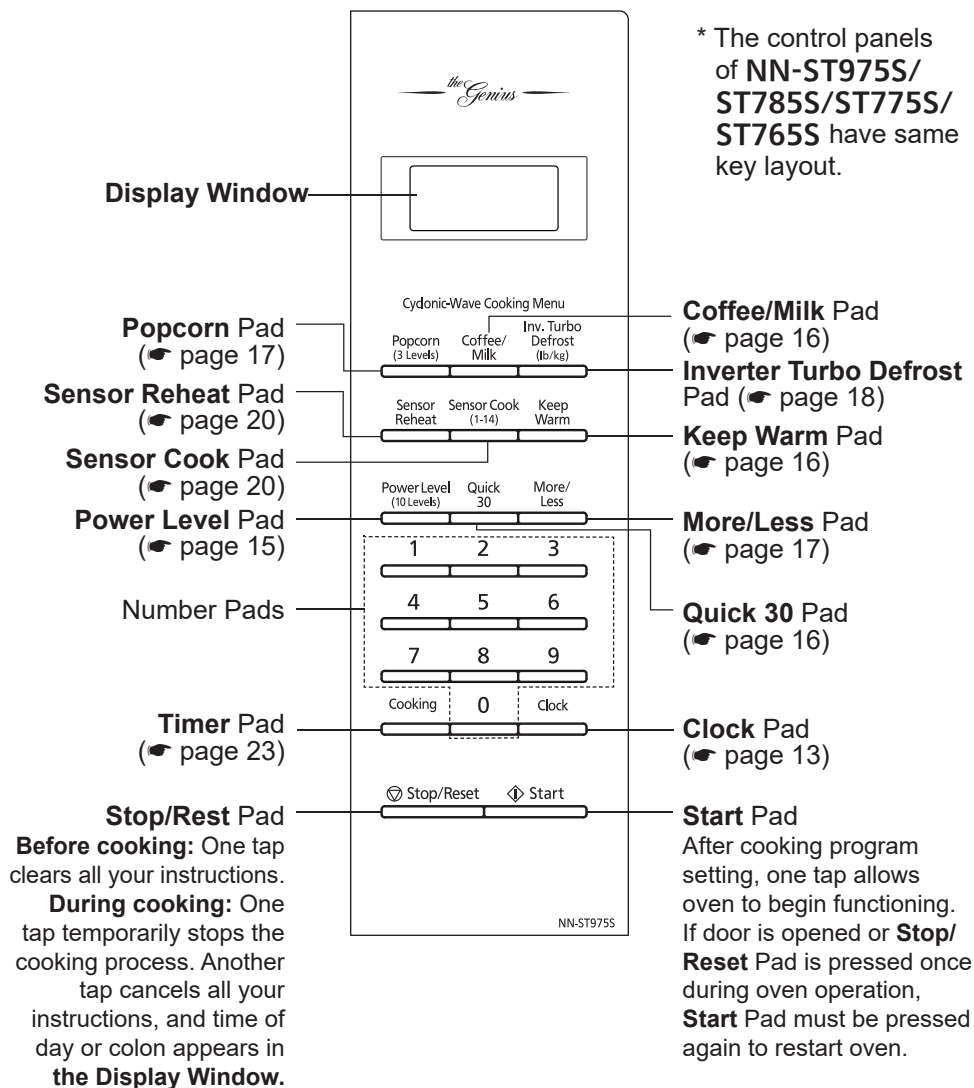 * The control panels
of NN-ST975S/
ST785S/ST775S/
ST765S have same
key layout.
the Genius
Display Window
Cyclonic-Wave Cooking Menu
Popcorn
(3 Levels)
Coffee/
Milk
Inv. Turbo
Defrost
(lb/kg)
Sensor
Reheat
Sensor Cook
(1-14)
Keep
Warm
Power Level
(10 Levels)
Quick
30
More/
Less
1 2 3
4 5 6
7 8 9
Cooking 0 Clock
Stop/Reset Start
NN-ST975S
Popcorn Pad
(☛ page 17)
Sensor Reheat Pad
(☛ page 20)
Sensor Cook Pad
(☛ page 20)
Power Level Pad
(☛ page 15)
Number Pads
Timer Pad
(☛ page 23)
Stop/Rest Pad
Before cooking: One tap
clears all your instructions.
During cooking: One
tap temporarily stops the
cooking process. Another
tap cancels all your
instructions, and time of
day or colon appears in
the Display Window.
Coffee/Milk Pad
(☛ page 16)
Inverter Turbo Defrost
Pad (☛ page 18)
Keep Warm Pad
(☛ page 16)
More/Less Pad
(☛ page 17)
Quick 30 Pad
(☛ page 16)
Clock Pad
(☛ page 13)
Start Pad
After cooking program
setting, one tap allows
oven to begin functioning.
If door is opened or Stop/
Reset Pad is pressed once
during oven operation,
Start Pad must be pressed
again to restart oven.